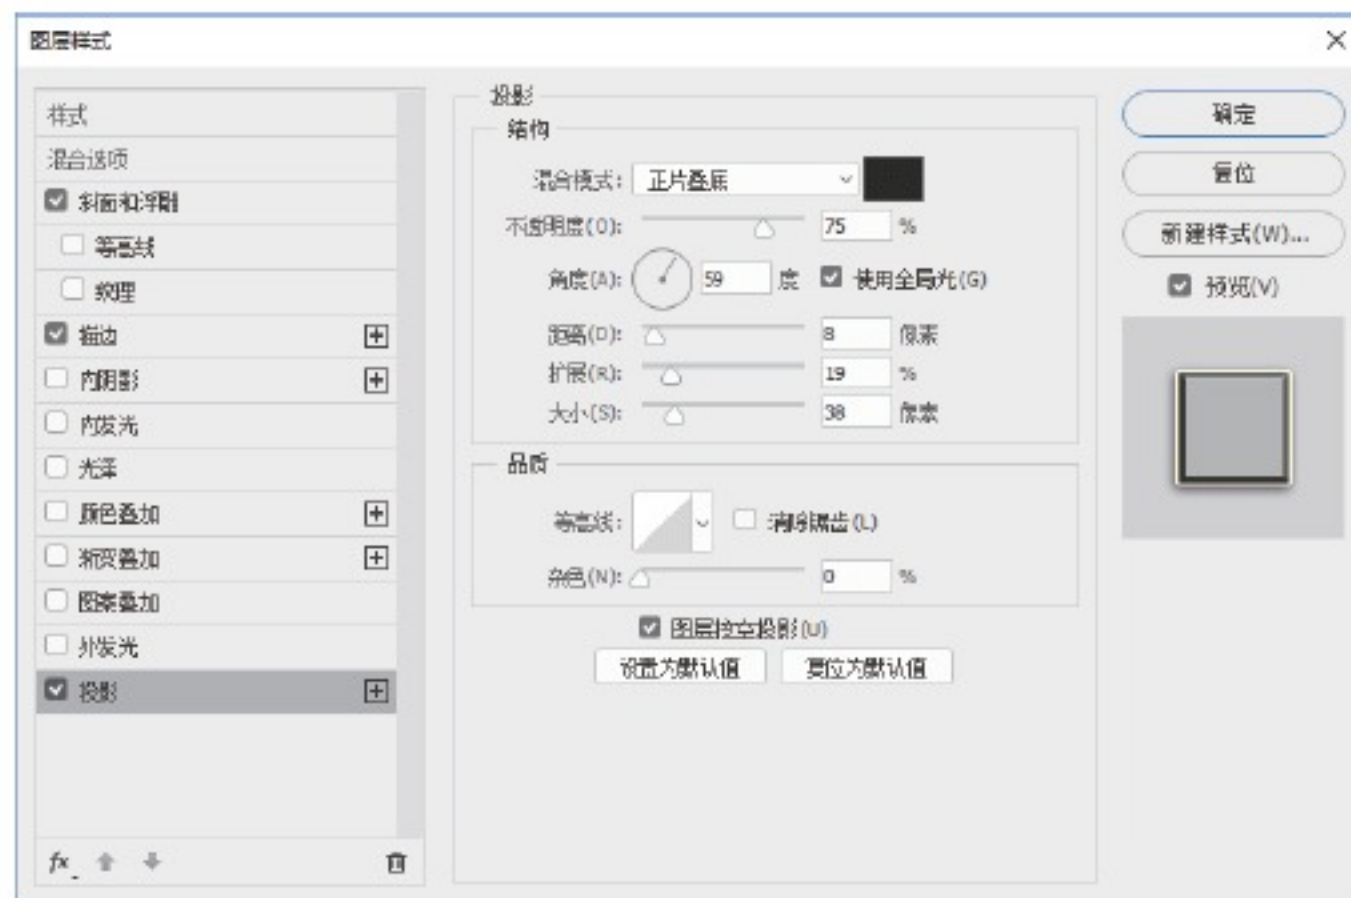 图层样式
样式
混合选项
斜面和浮雕
等高线
纹理
描边
内阴影
内发光
光泽
颜色叠加
渐变叠加
图案叠加
外发光
投影
fx
投影
结构
混合模式: 正片叠底
不透明度(O): 75 %
角度(A): 59 度 使用全局光(G)
距离(D): 8 像素
扩展(R): 19 %
大小(S): 38 像素
品质
等高线: 消除锯齿(L)
杂色(N): 0 %
图层挖空投影(U)
设置为默认值 复位为默认值
确定
复位
新建样式(W)...
预览(V)